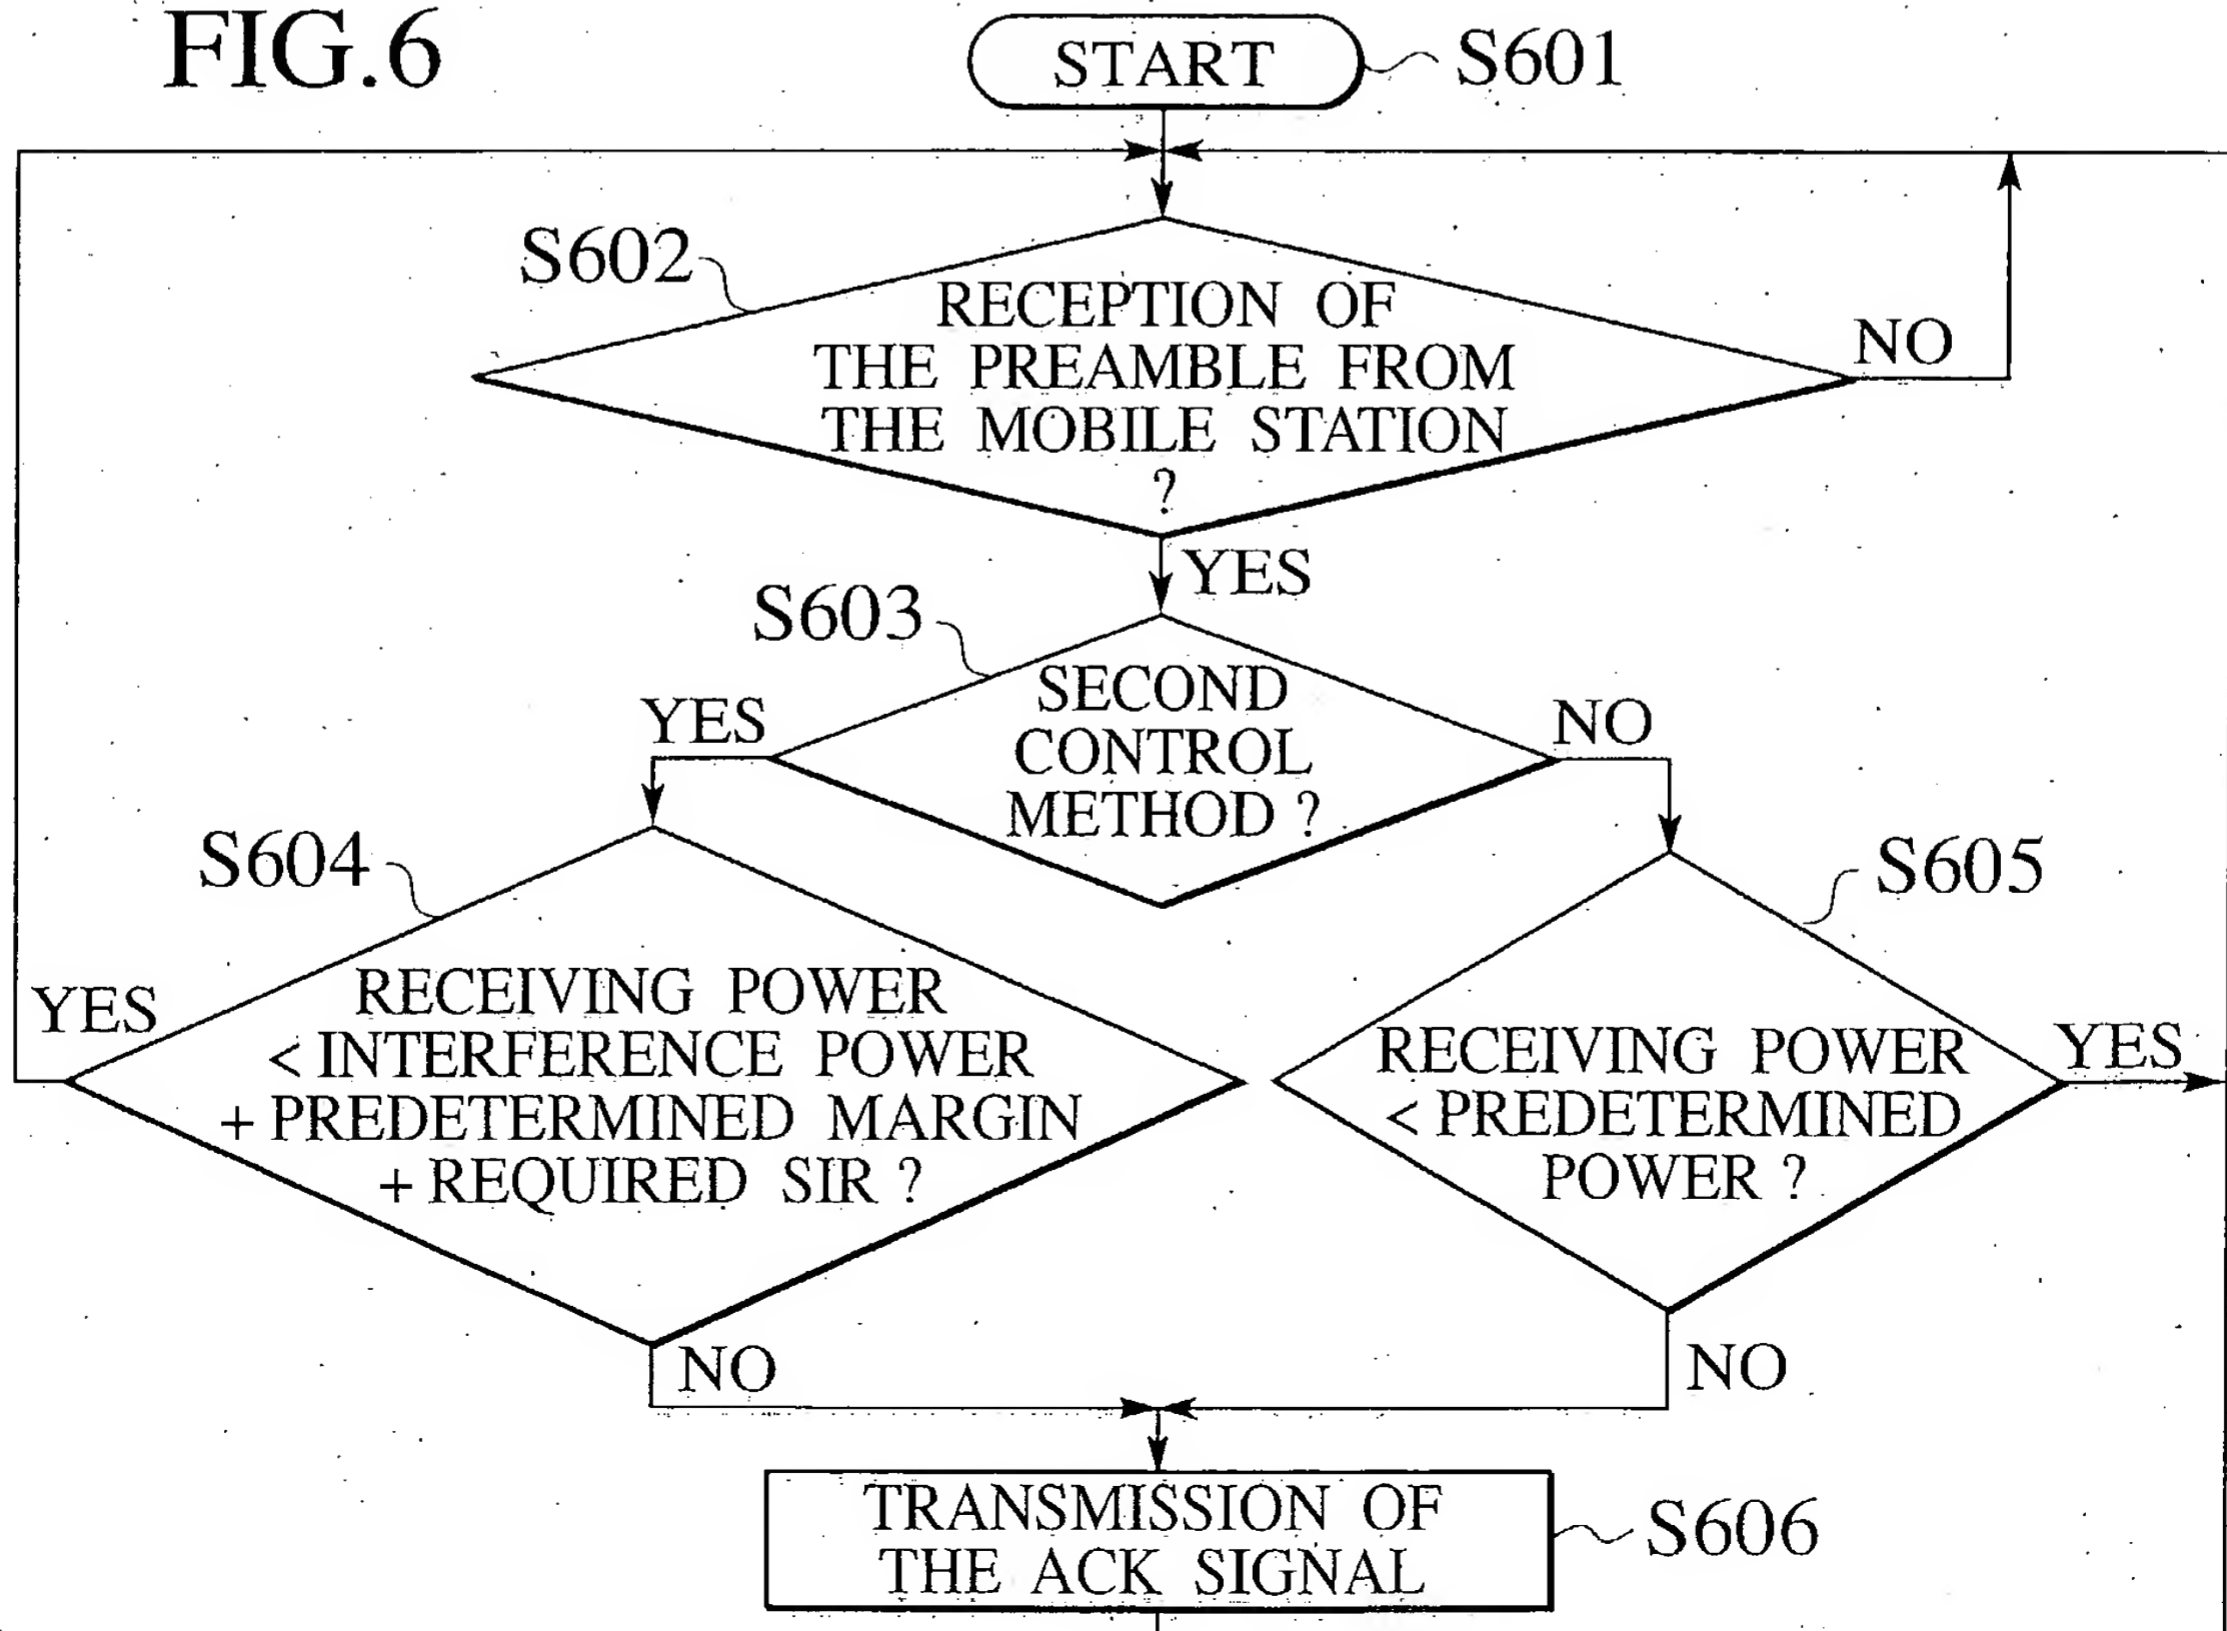 FIG.6
START
S601
S602
RECEPTION OF
THE PREAMBLE FROM
THE MOBILE STATION
?
NO
YES
S603
SECOND
CONTROL
METHOD ?
YES
NO
S604
RECEIVING POWER
< INTERFERENCE POWER
+ PREDETERMINED MARGIN
+ REQUIRED SIR ?
YES
NO
S605
RECEIVING POWER
< PREDETERMINED
POWER ?
YES
NO
TRANSMISSION OF
THE ACK SIGNAL
S606